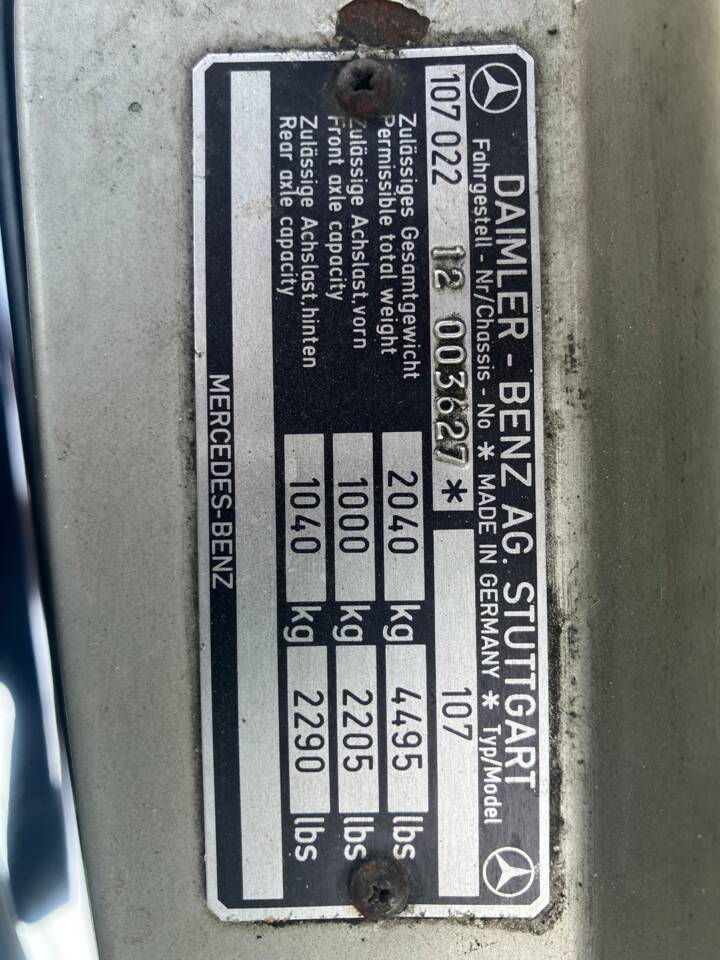 DAIMLER - BENZ AG. STUTTGART
Fahrgestell - Nr/Chassis - No * MADE IN GERMANY * Typ/Model
107 022 12 003627 * 107
Zulässiges Gesamtgewicht
Permissible total weight 2040 kg 4495 lbs
Zulässige Achslast,vorn
Front axle capacity 1000 kg 2205 lbs
Zulässige Achslast,hinten
Rear axle capacity 1040 kg 2290 lbs
MERCEDES-BENZ